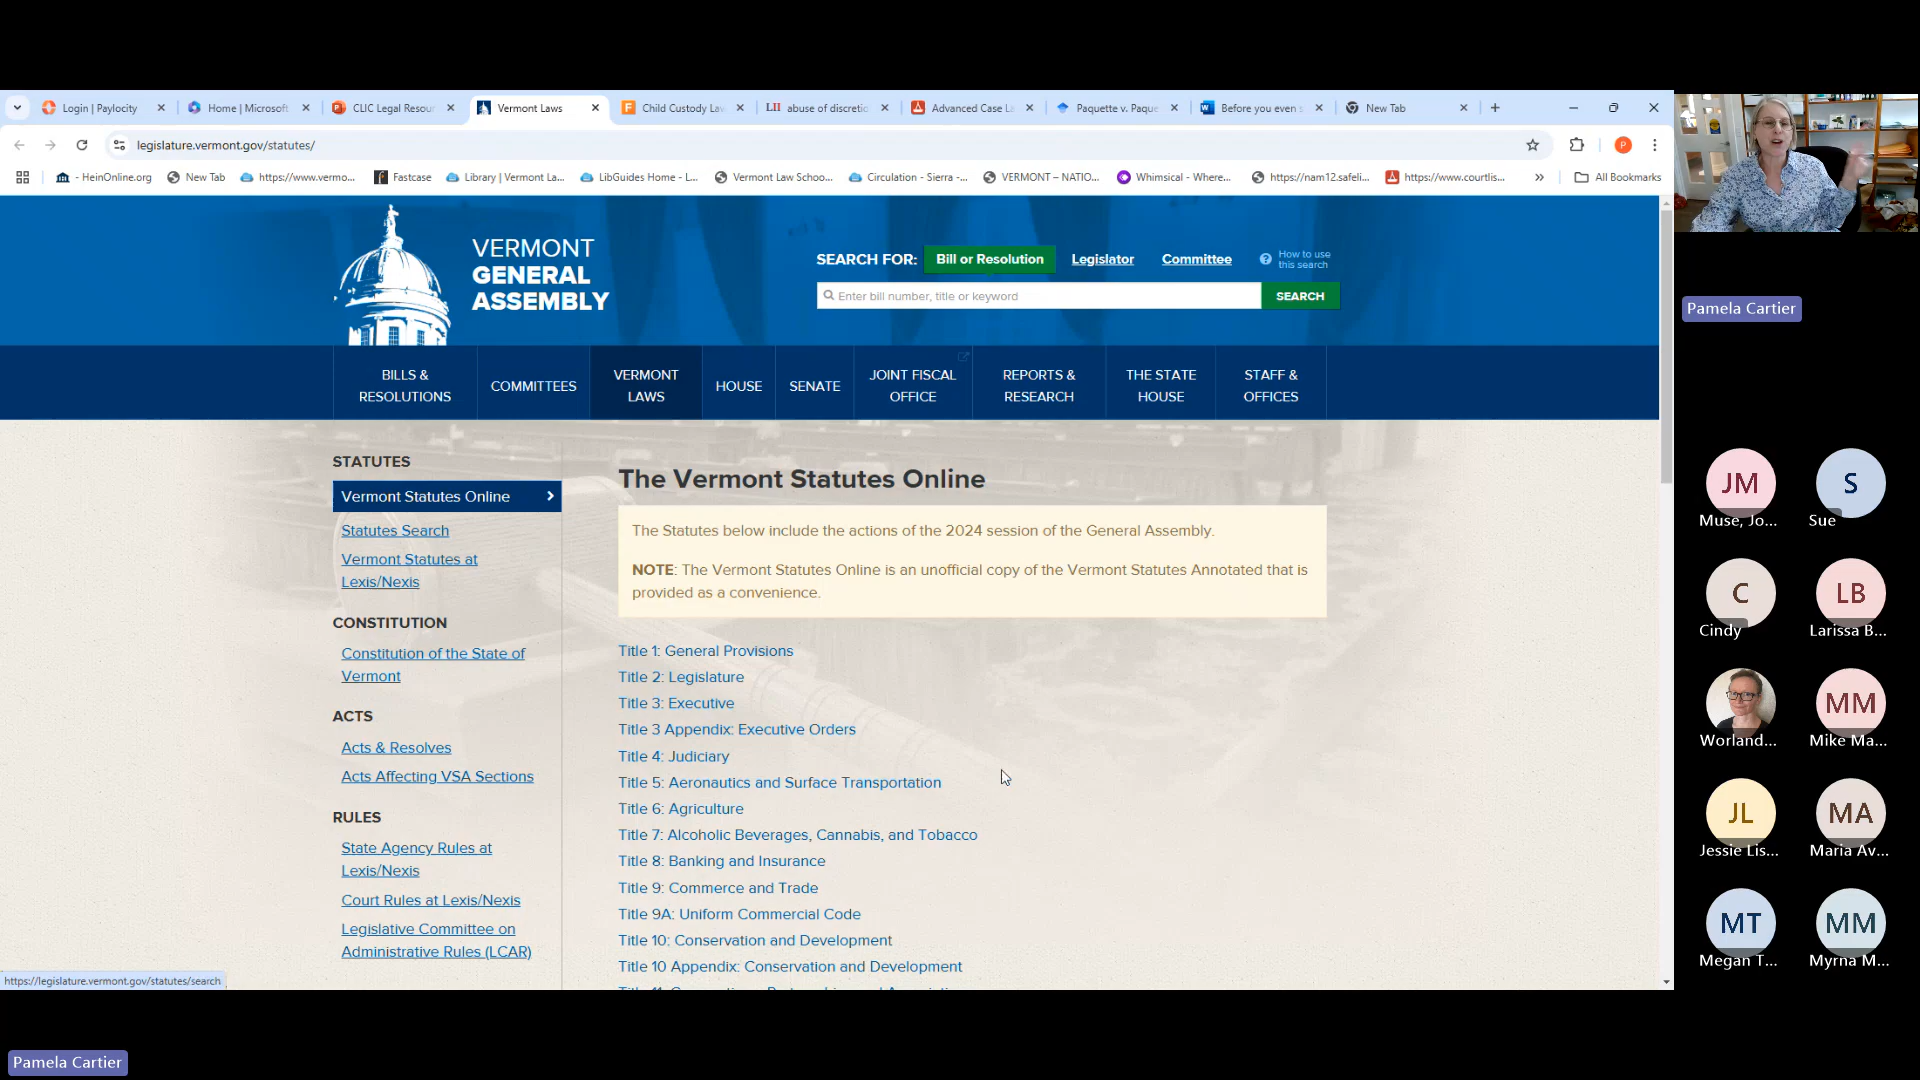 Login | Paylocity
Home | Microsoft
CLIC Legal Resou
Vermont Laws
Child Custody La
LII abuse of discretio
Advanced Case L
Paquette v. Paque
Before you even s
New Tab
legislature.vermont.gov/statutes/
P
- HeinOnline.org
New Tab
https://www.vermo...
Fastcase
Library | Vermont La...
LibGuides Home - L...
Vermont Law Schoo...
Circulation - Sierra -...
VERMONT – NATIO...
Whimsical - Where...
https://nam12.safeli...
https://www.courtlis...
All Bookmarks
VERMONT
GENERAL
ASSEMBLY
SEARCH FOR: Bill or Resolution Legislator Committee
How to use
this search
Enter bill number, title or keyword
SEARCH
BILLS &
RESOLUTIONS
COMMITTEES
VERMONT
LAWS
HOUSE
SENATE
JOINT FISCAL
OFFICE
REPORTS &
RESEARCH
THE STATE
HOUSE
STAFF &
OFFICES
STATUTES
Vermont Statutes Online
Statutes Search
Vermont Statutes at
Lexis/Nexis
CONSTITUTION
Constitution of the State of
Vermont
ACTS
Acts & Resolves
Acts Affecting VSA Sections
RULES
State Agency Rules at
Lexis/Nexis
Court Rules at Lexis/Nexis
Legislative Committee on
Administrative Rules (LCAR)
The Vermont Statutes Online
The Statutes below include the actions of the 2024 session of the General Assembly.
NOTE: The Vermont Statutes Online is an unofficial copy of the Vermont Statutes Annotated that is
provided as a convenience.
Title 1: General Provisions
Title 2: Legislature
Title 3: Executive
Title 3 Appendix: Executive Orders
Title 4: Judiciary
Title 5: Aeronautics and Surface Transportation
Title 6: Agriculture
Title 7: Alcoholic Beverages, Cannabis, and Tobacco
Title 8: Banking and Insurance
Title 9: Commerce and Trade
Title 9A: Uniform Commercial Code
Title 10: Conservation and Development
Title 10 Appendix: Conservation and Development
https://legislature.vermont.gov/statutes/search
Pamela Cartier
Pamela Cartier
JM
Muse, Jo...
S
Sue
C
Cindy
LB
Larissa B...
Worland...
MM
Mike Ma...
JL
Jessie Lis...
MA
Maria Av...
MT
Megan T...
MM
Myrna M...